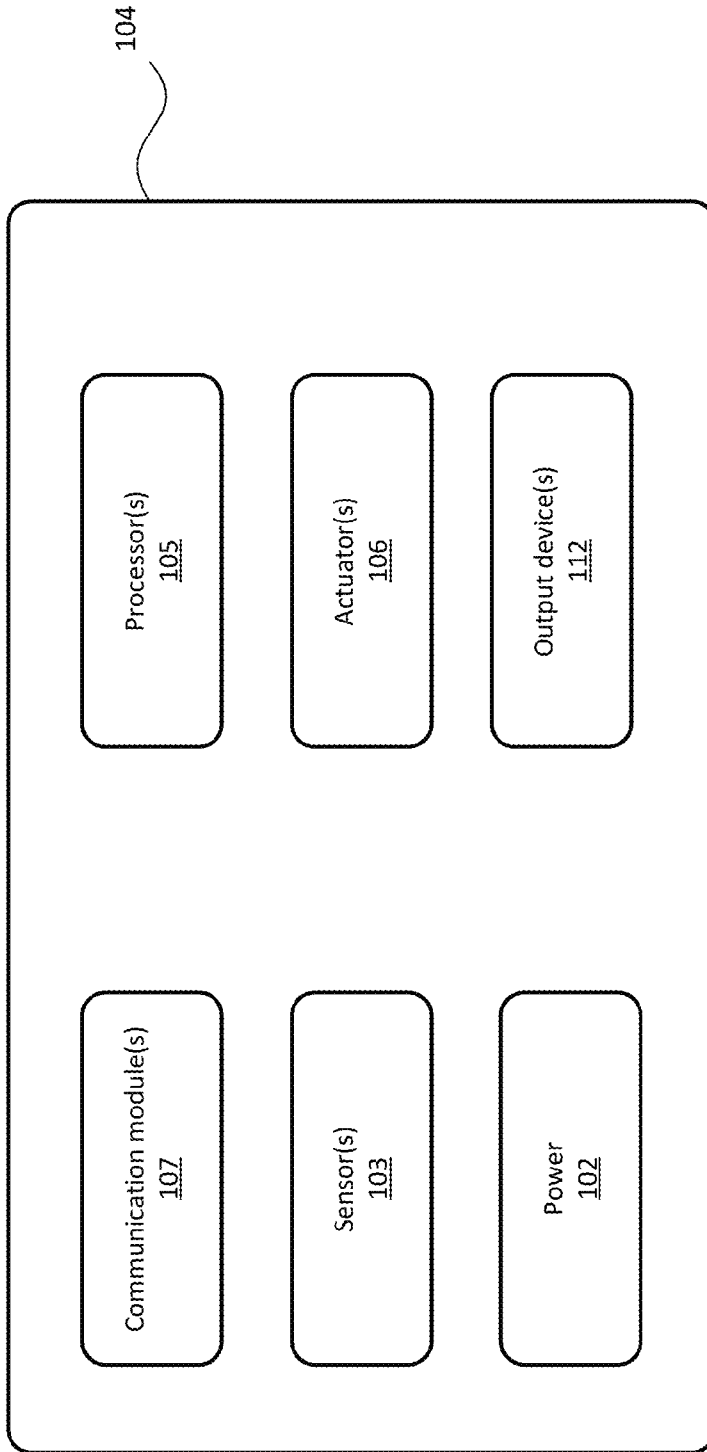 104
Communication module(s)
107
Processor(s)
105
Sensor(s)
103
Actuator(s)
106
Power
102
Output device(s)
112